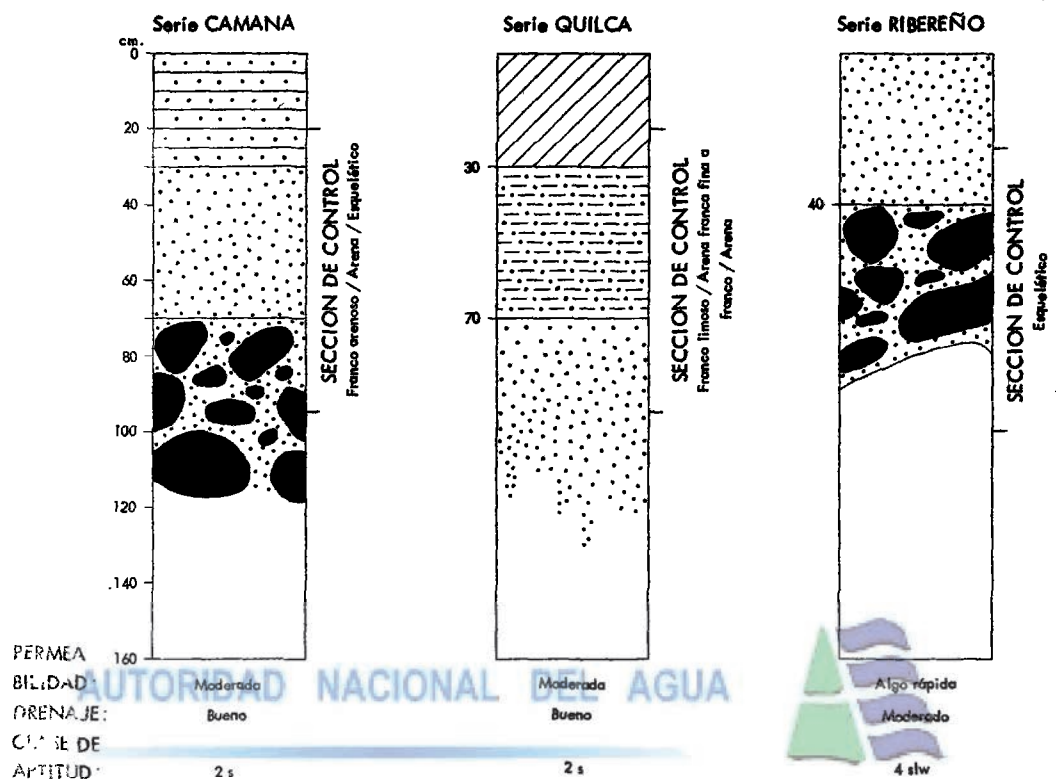 Serie CAMANA
Serie QUILCA
Serie RIBEREÑO
cm.
0
20
40
60
80
100
120
140
160
SECCION DE CONTROL
Franco arenoso / Arena / Esquelético
30
70
SECCION DE CONTROL
Franco limoso / Arena franca fina a
franco / Arena
40
SECCION DE CONTROL
Esquelético
AUTORIDAD NACIONAL DEL AGUA
PERMEA
BILIDAD: Moderada Moderada Algo rápida
DRENAJE: Bueno Bueno Moderado
CLASE DE
APTITUD: 2 s 2 s 4 slw